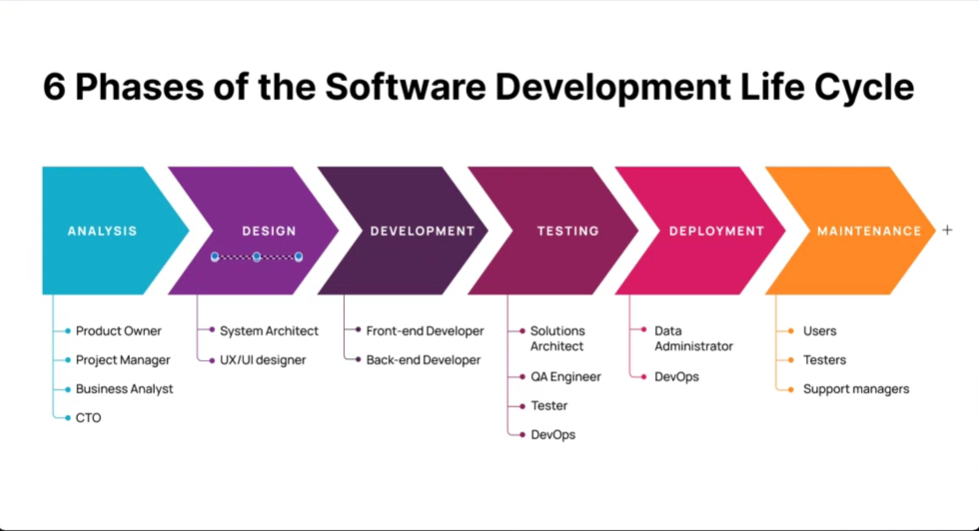 6 Phases of the Software Development Life Cycle
ANALYSIS
DESIGN
DEVELOPMENT
TESTING
DEPLOYMENT
MAINTENANCE
+
Product Owner
Project Manager
Business Analyst
CTO
System Architect
UX/UI designer
Front-end Developer
Back-end Developer
Solutions
Architect
QA Engineer
Tester
DevOps
Data
Administrator
DevOps
Users
Testers
Support managers